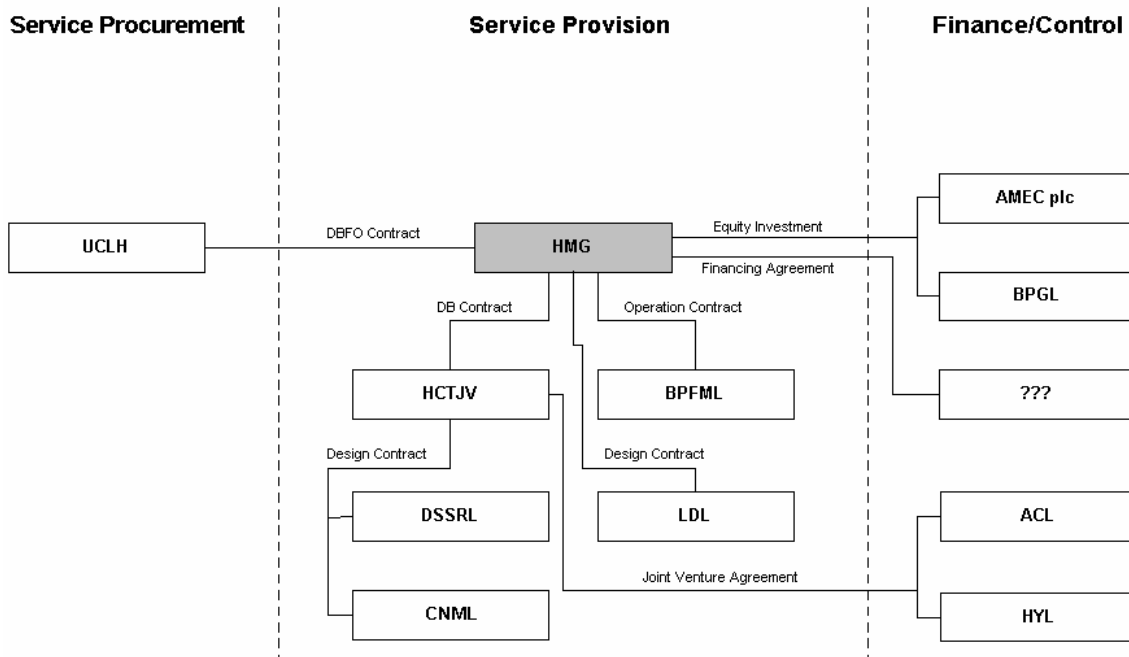 Service Procurement
Service Provision
Finance/Control
AMEC plc
Equity Investment
UCLH
DBFO Contract
HMG
Financing Agreement
BPGL
DB Contract
Operation Contract
HCTJV
BPFML
???
Design Contract
Design Contract
DSSRL
LDL
ACL
Joint Venture Agreement
CNML
HYL